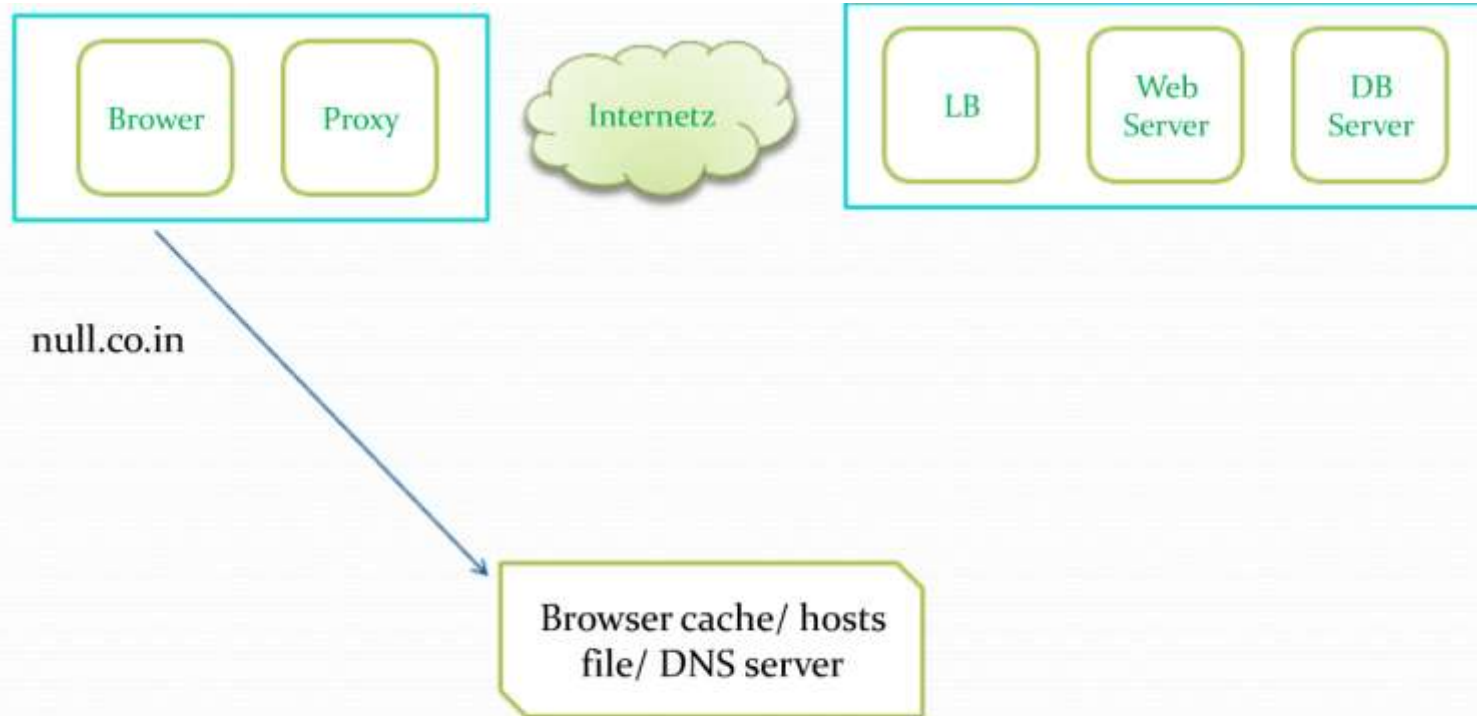 Brower
Proxy
Internetz
LB
Web
Server
DB
Server
null.co.in
Browser cache/ hosts
file/ DNS server